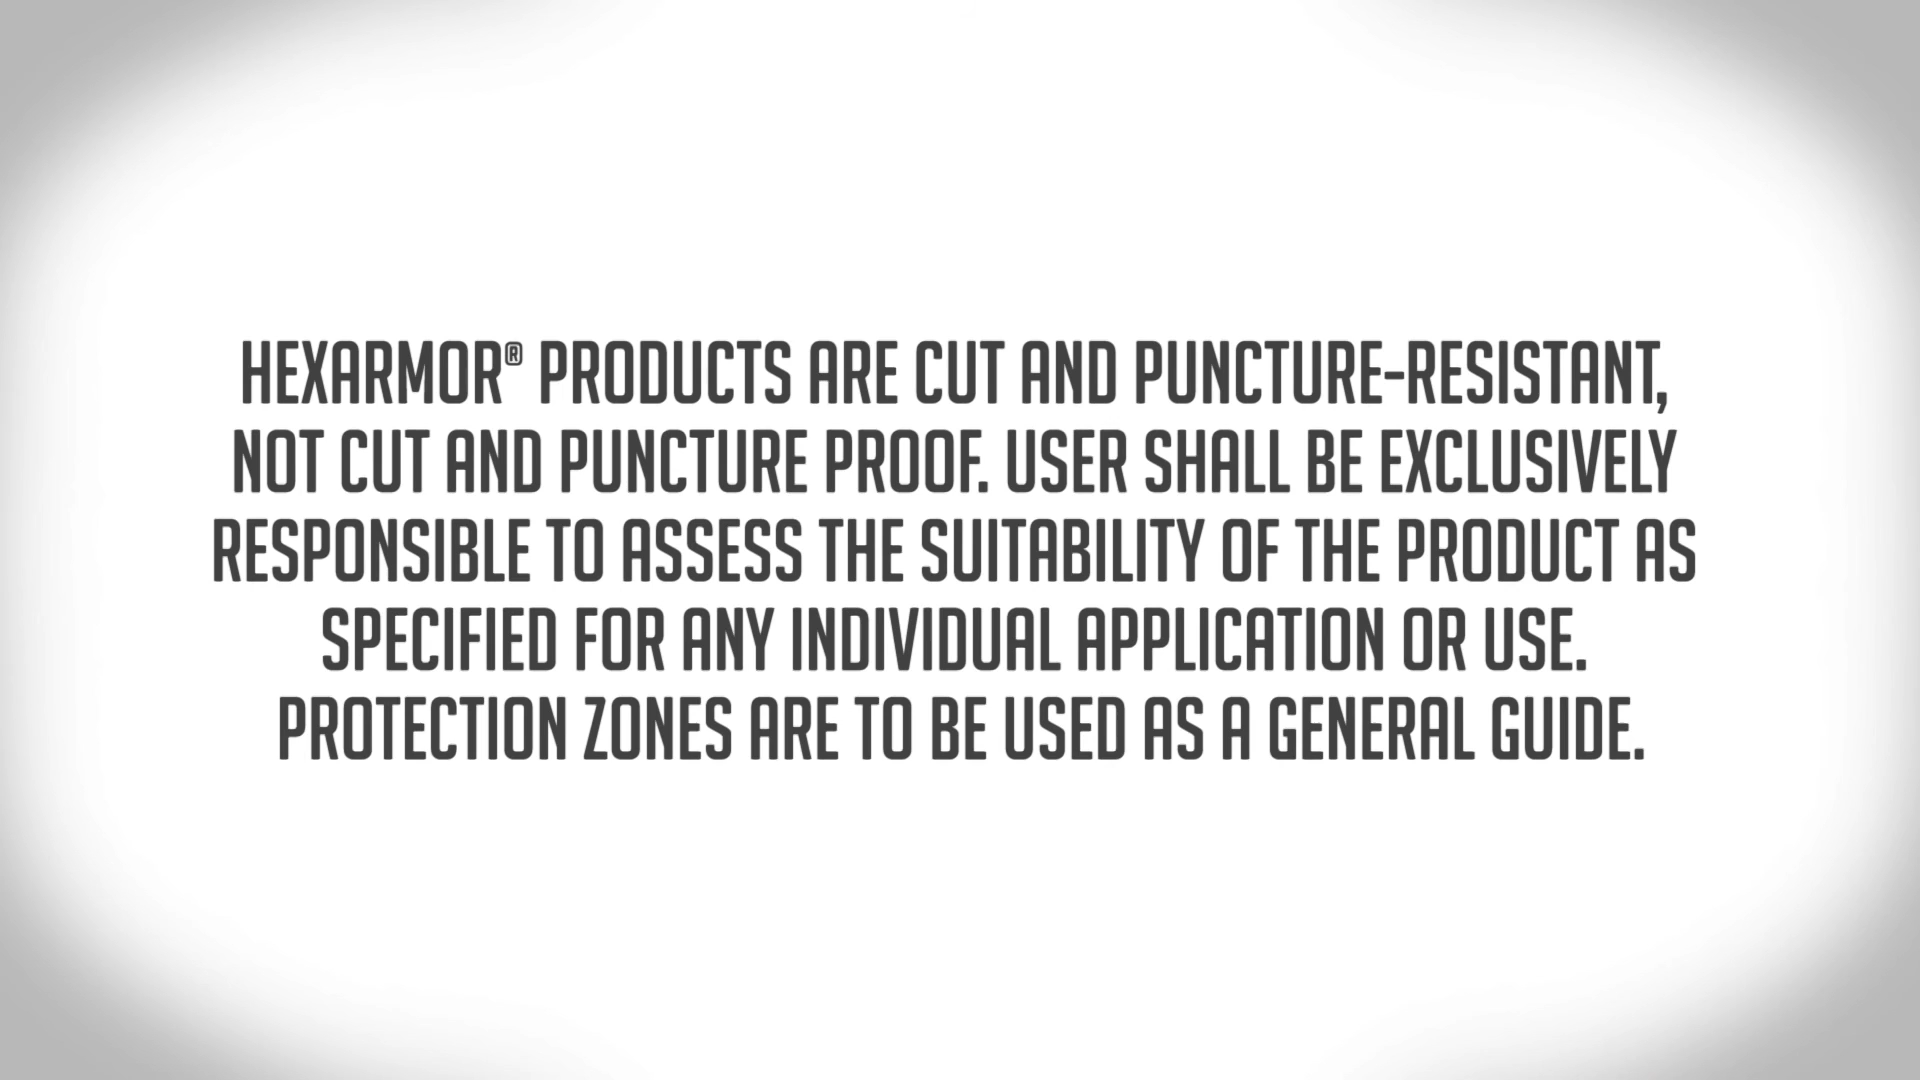 HEXARMOR® PRODUCTS ARE CUT AND PUNCTURE-RESISTANT,
NOT CUT AND PUNCTURE PROOF. USER SHALL BE EXCLUSIVELY
RESPONSIBLE TO ASSESS THE SUITABILITY OF THE PRODUCT AS
SPECIFIED FOR ANY INDIVIDUAL APPLICATION OR USE.
PROTECTION ZONES ARE TO BE USED AS A GENERAL GUIDE.